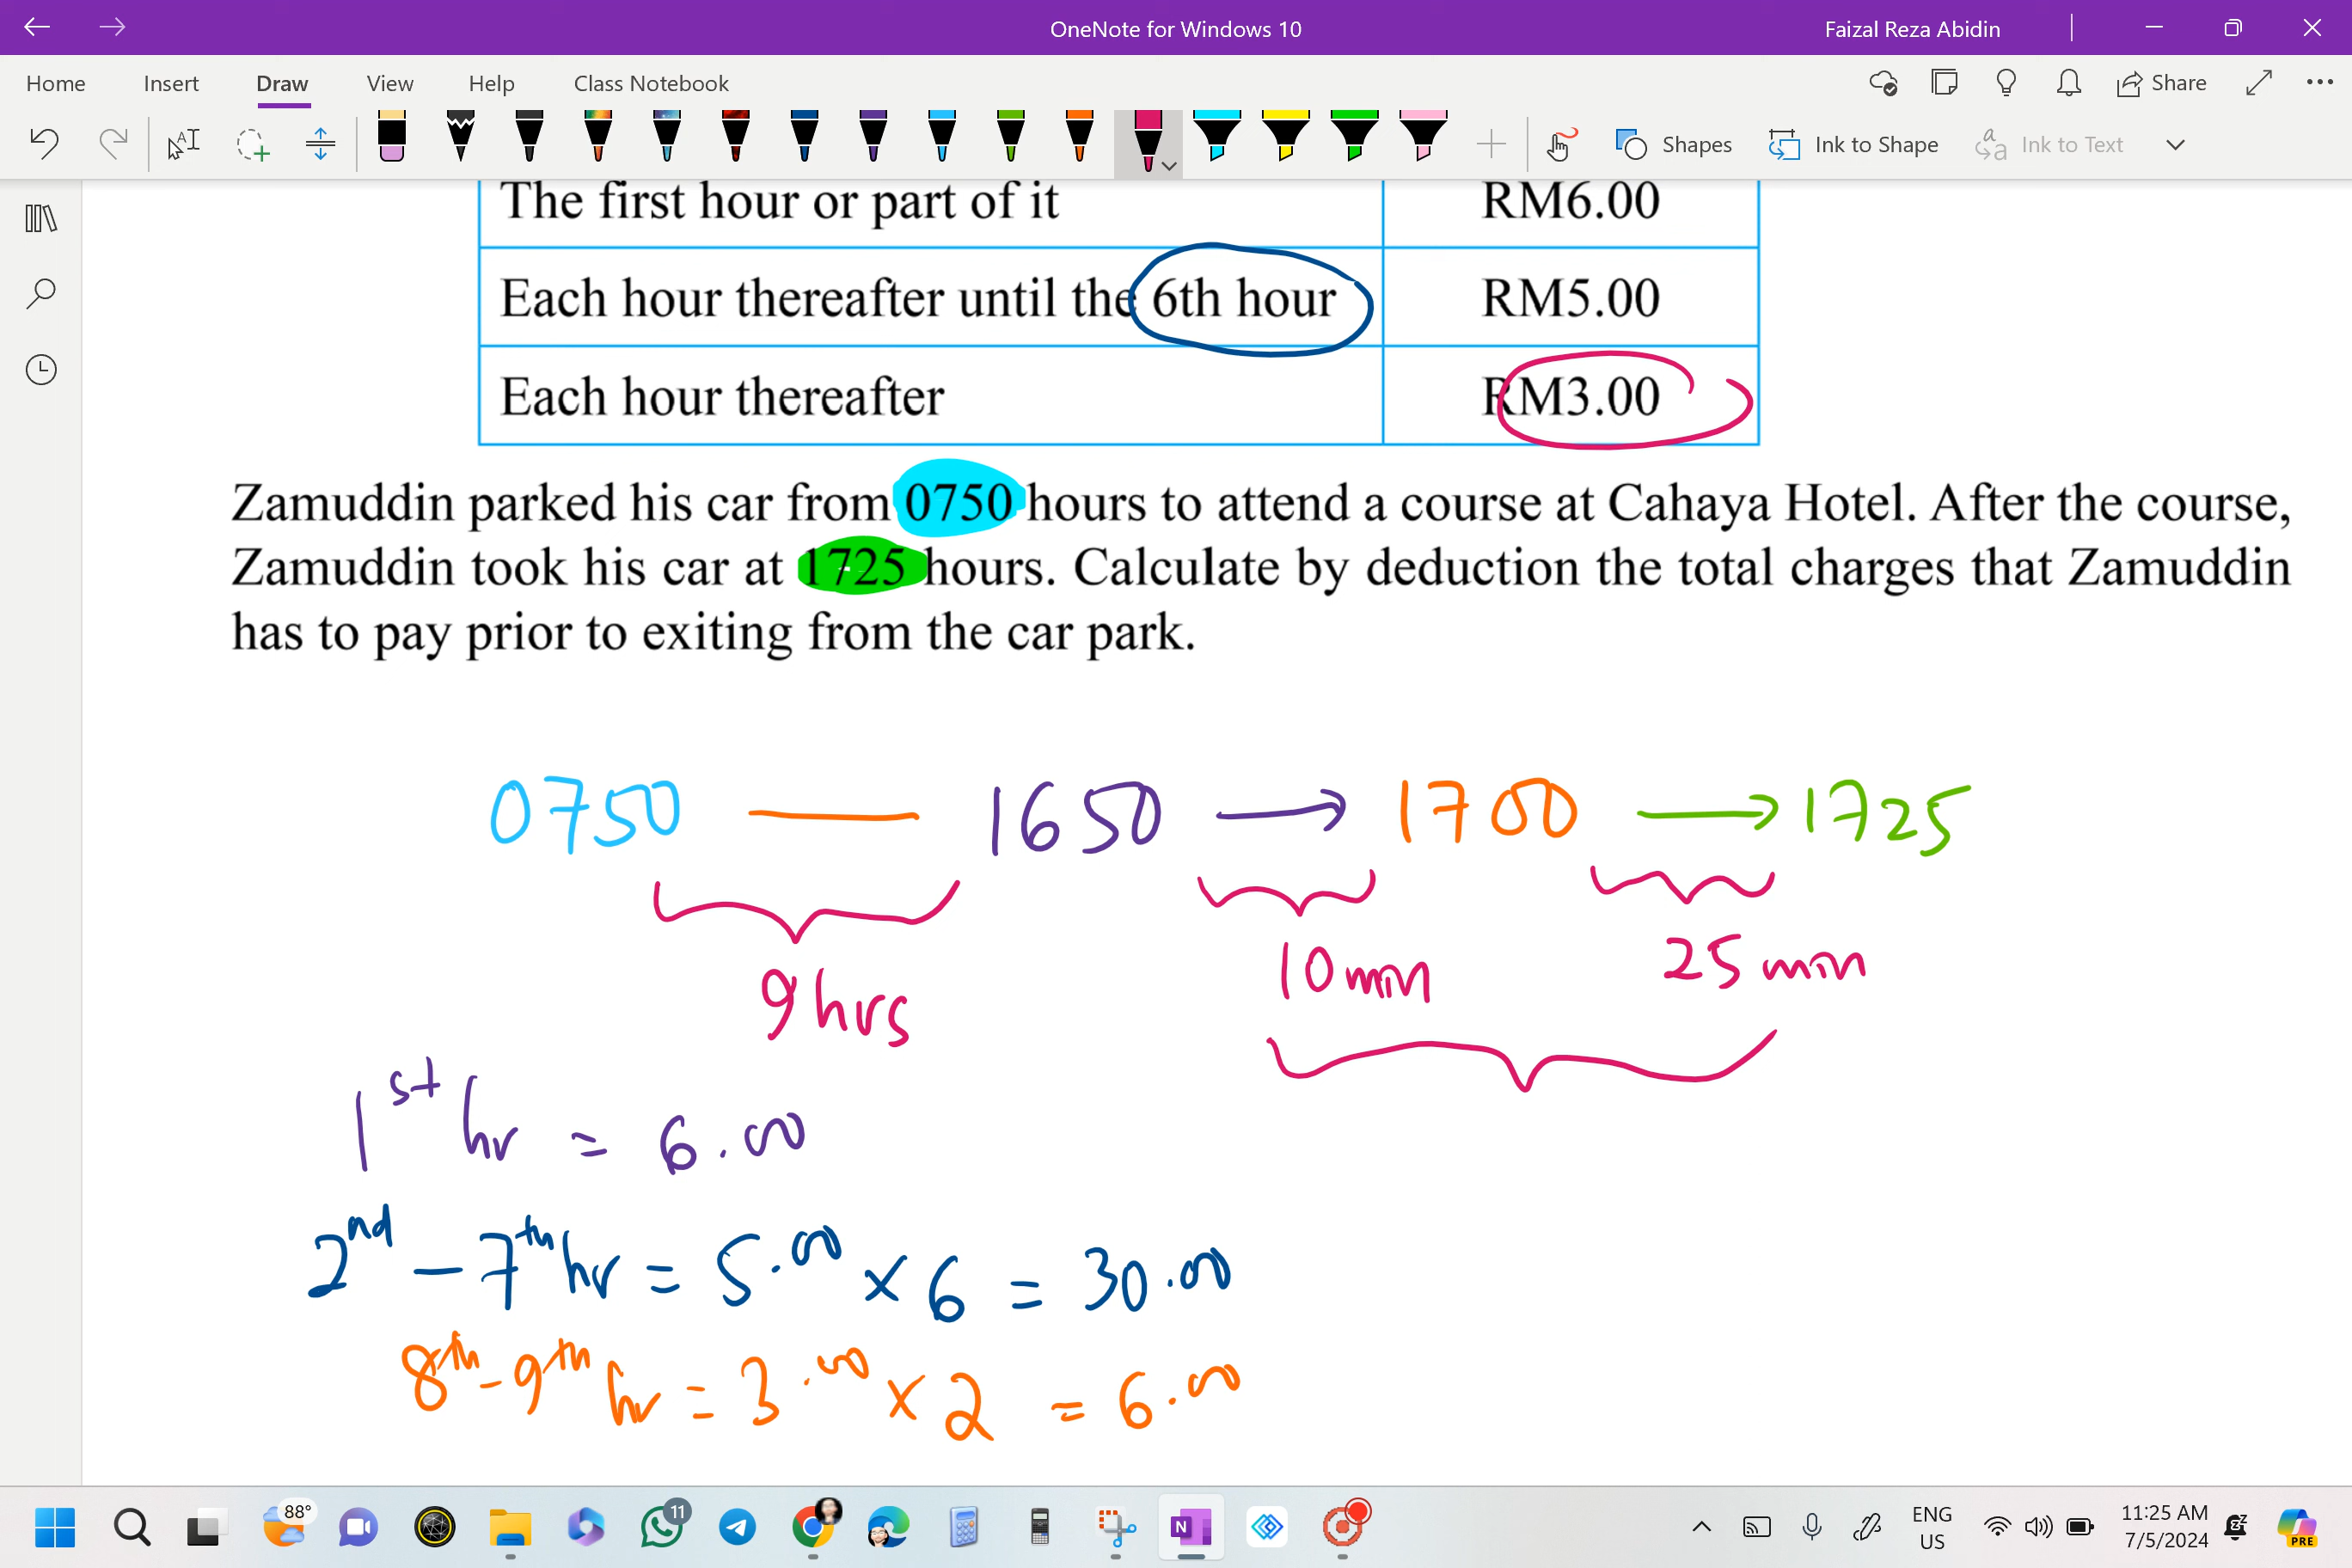 OneNote for Windows 10
Faizal Reza Abidin
Home Insert Draw View Help Class Notebook Share
Shapes Ink to Shape Ink to Text
The first hour or part of it RM6.00
Each hour thereafter until the 6th hour RM5.00
Each hour thereafter RM3.00
Zamuddin parked his car from 0750 hours to attend a course at Cahaya Hotel. After the course,
Zamuddin took his car at 1725 hours. Calculate by deduction the total charges that Zamuddin
has to pay prior to exiting from the car park.
0750 — 1650 → 1700 → 1725
9 hrs 10 min 25 min
1st hr = 6.00
2nd – 7th hr = 5.00 × 6 = 30.00
8th – 9th hr = 3.00 × 2 = 6.00
88° 11 N ENG 11:25 AM
US 7/5/2024 PRE